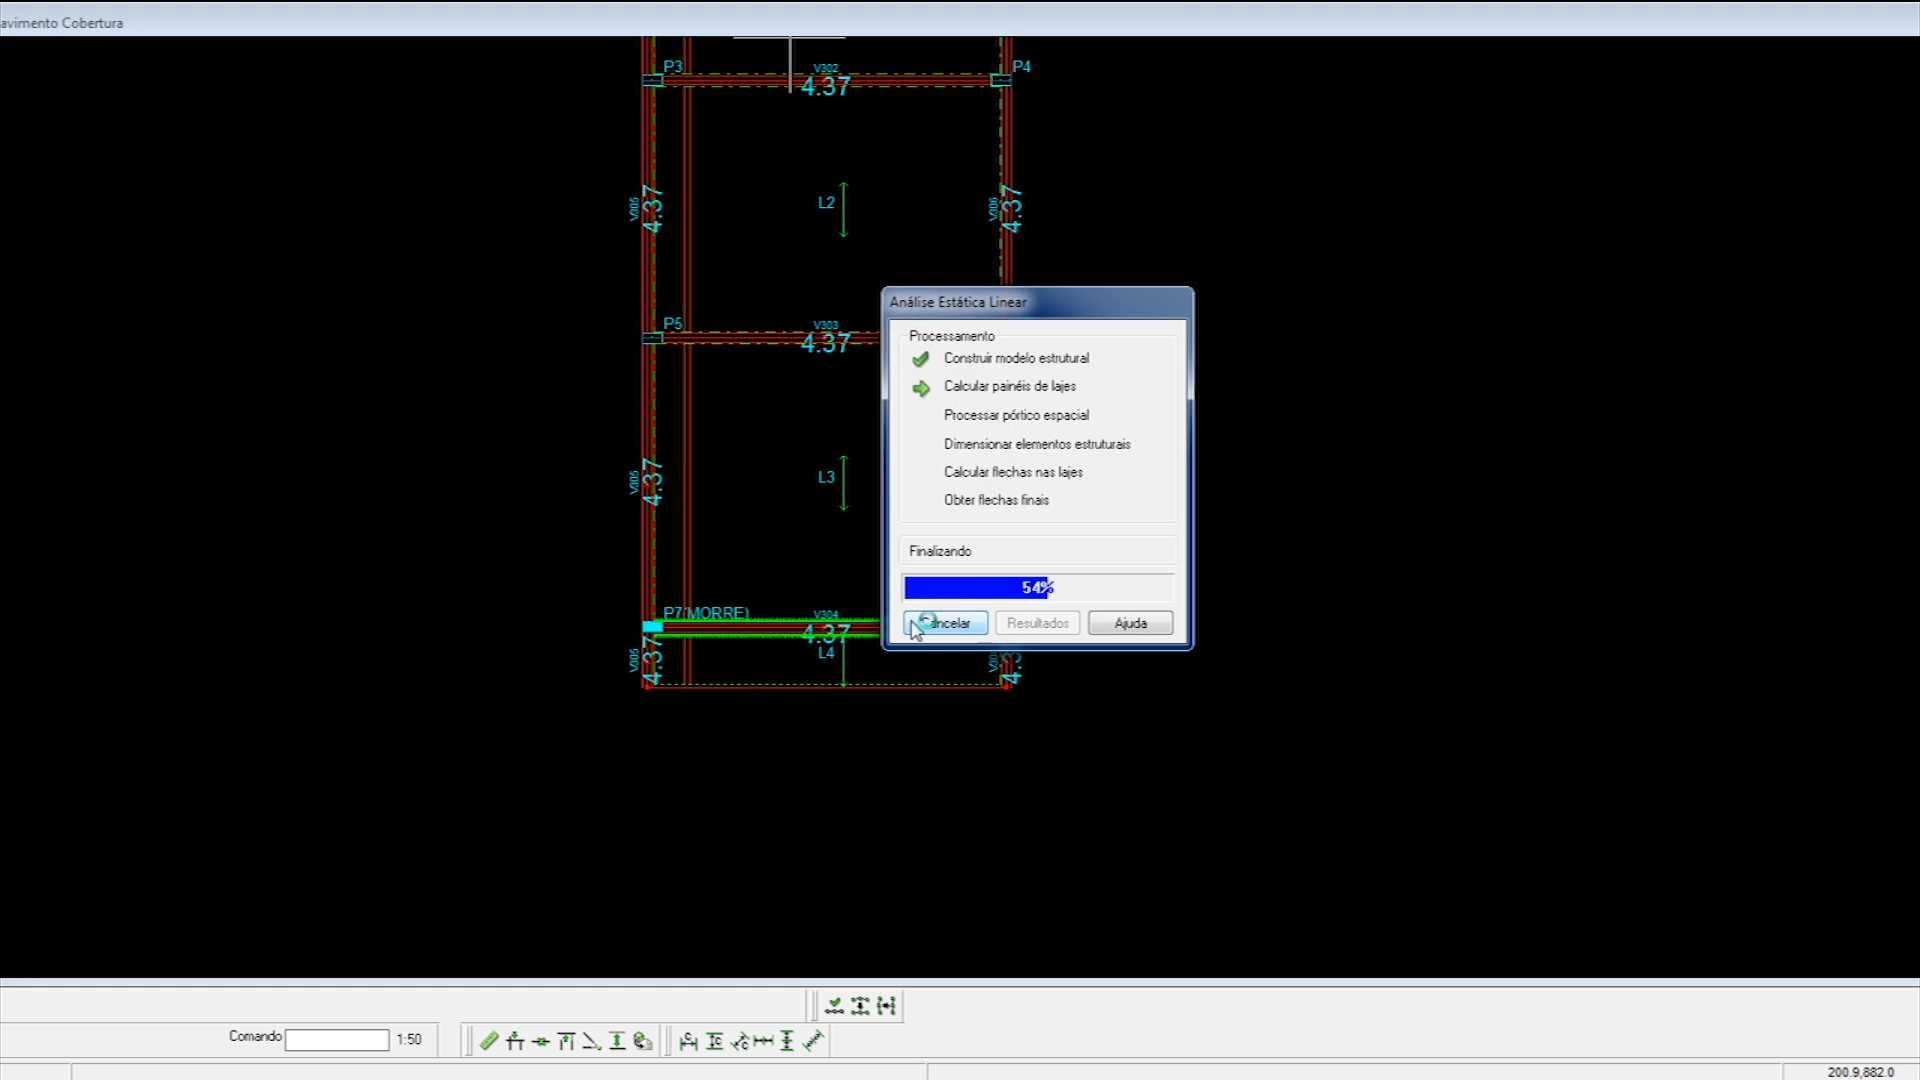 avimento Cobertura
P3
V302
P4
4.37
V305
4.37
L2
V306
4.37
Análise Estática Linear
P5
V303
4.37
Processamento
Construir modelo estrutural
Calcular painéis de lajes
Processar pórtico espacial
Dimensionar elementos estruturais
Calcular flechas nas lajes
Obter flechas finais
V305
4.37
L3
Finalizando
54%
Cancelar
Resultados
Ajuda
P7(MORRE)
V304
4.37
L4
V305
4.37
4.3
Comando
1:50
200.9,882.0